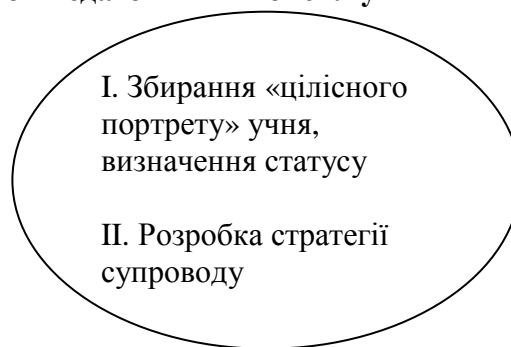 І. Збирання «цілісного
портрету» учня,
визначення статусу
ІІ. Розробка стратегії
супроводу